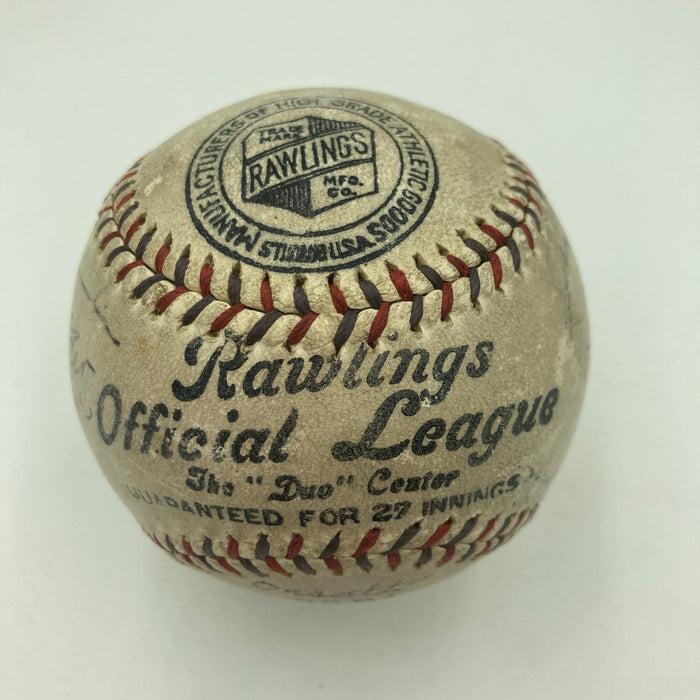 MANUFACTURERS OF HIGH GRADE ATHLETIC GOODS
TRADE
MARK
RAWLINGS
MFG.
CO.
ST. LOUIS U.S.A.
Rawlings
Official League
The "Duo" Center
GUARANTEED FOR 27 INNINGS